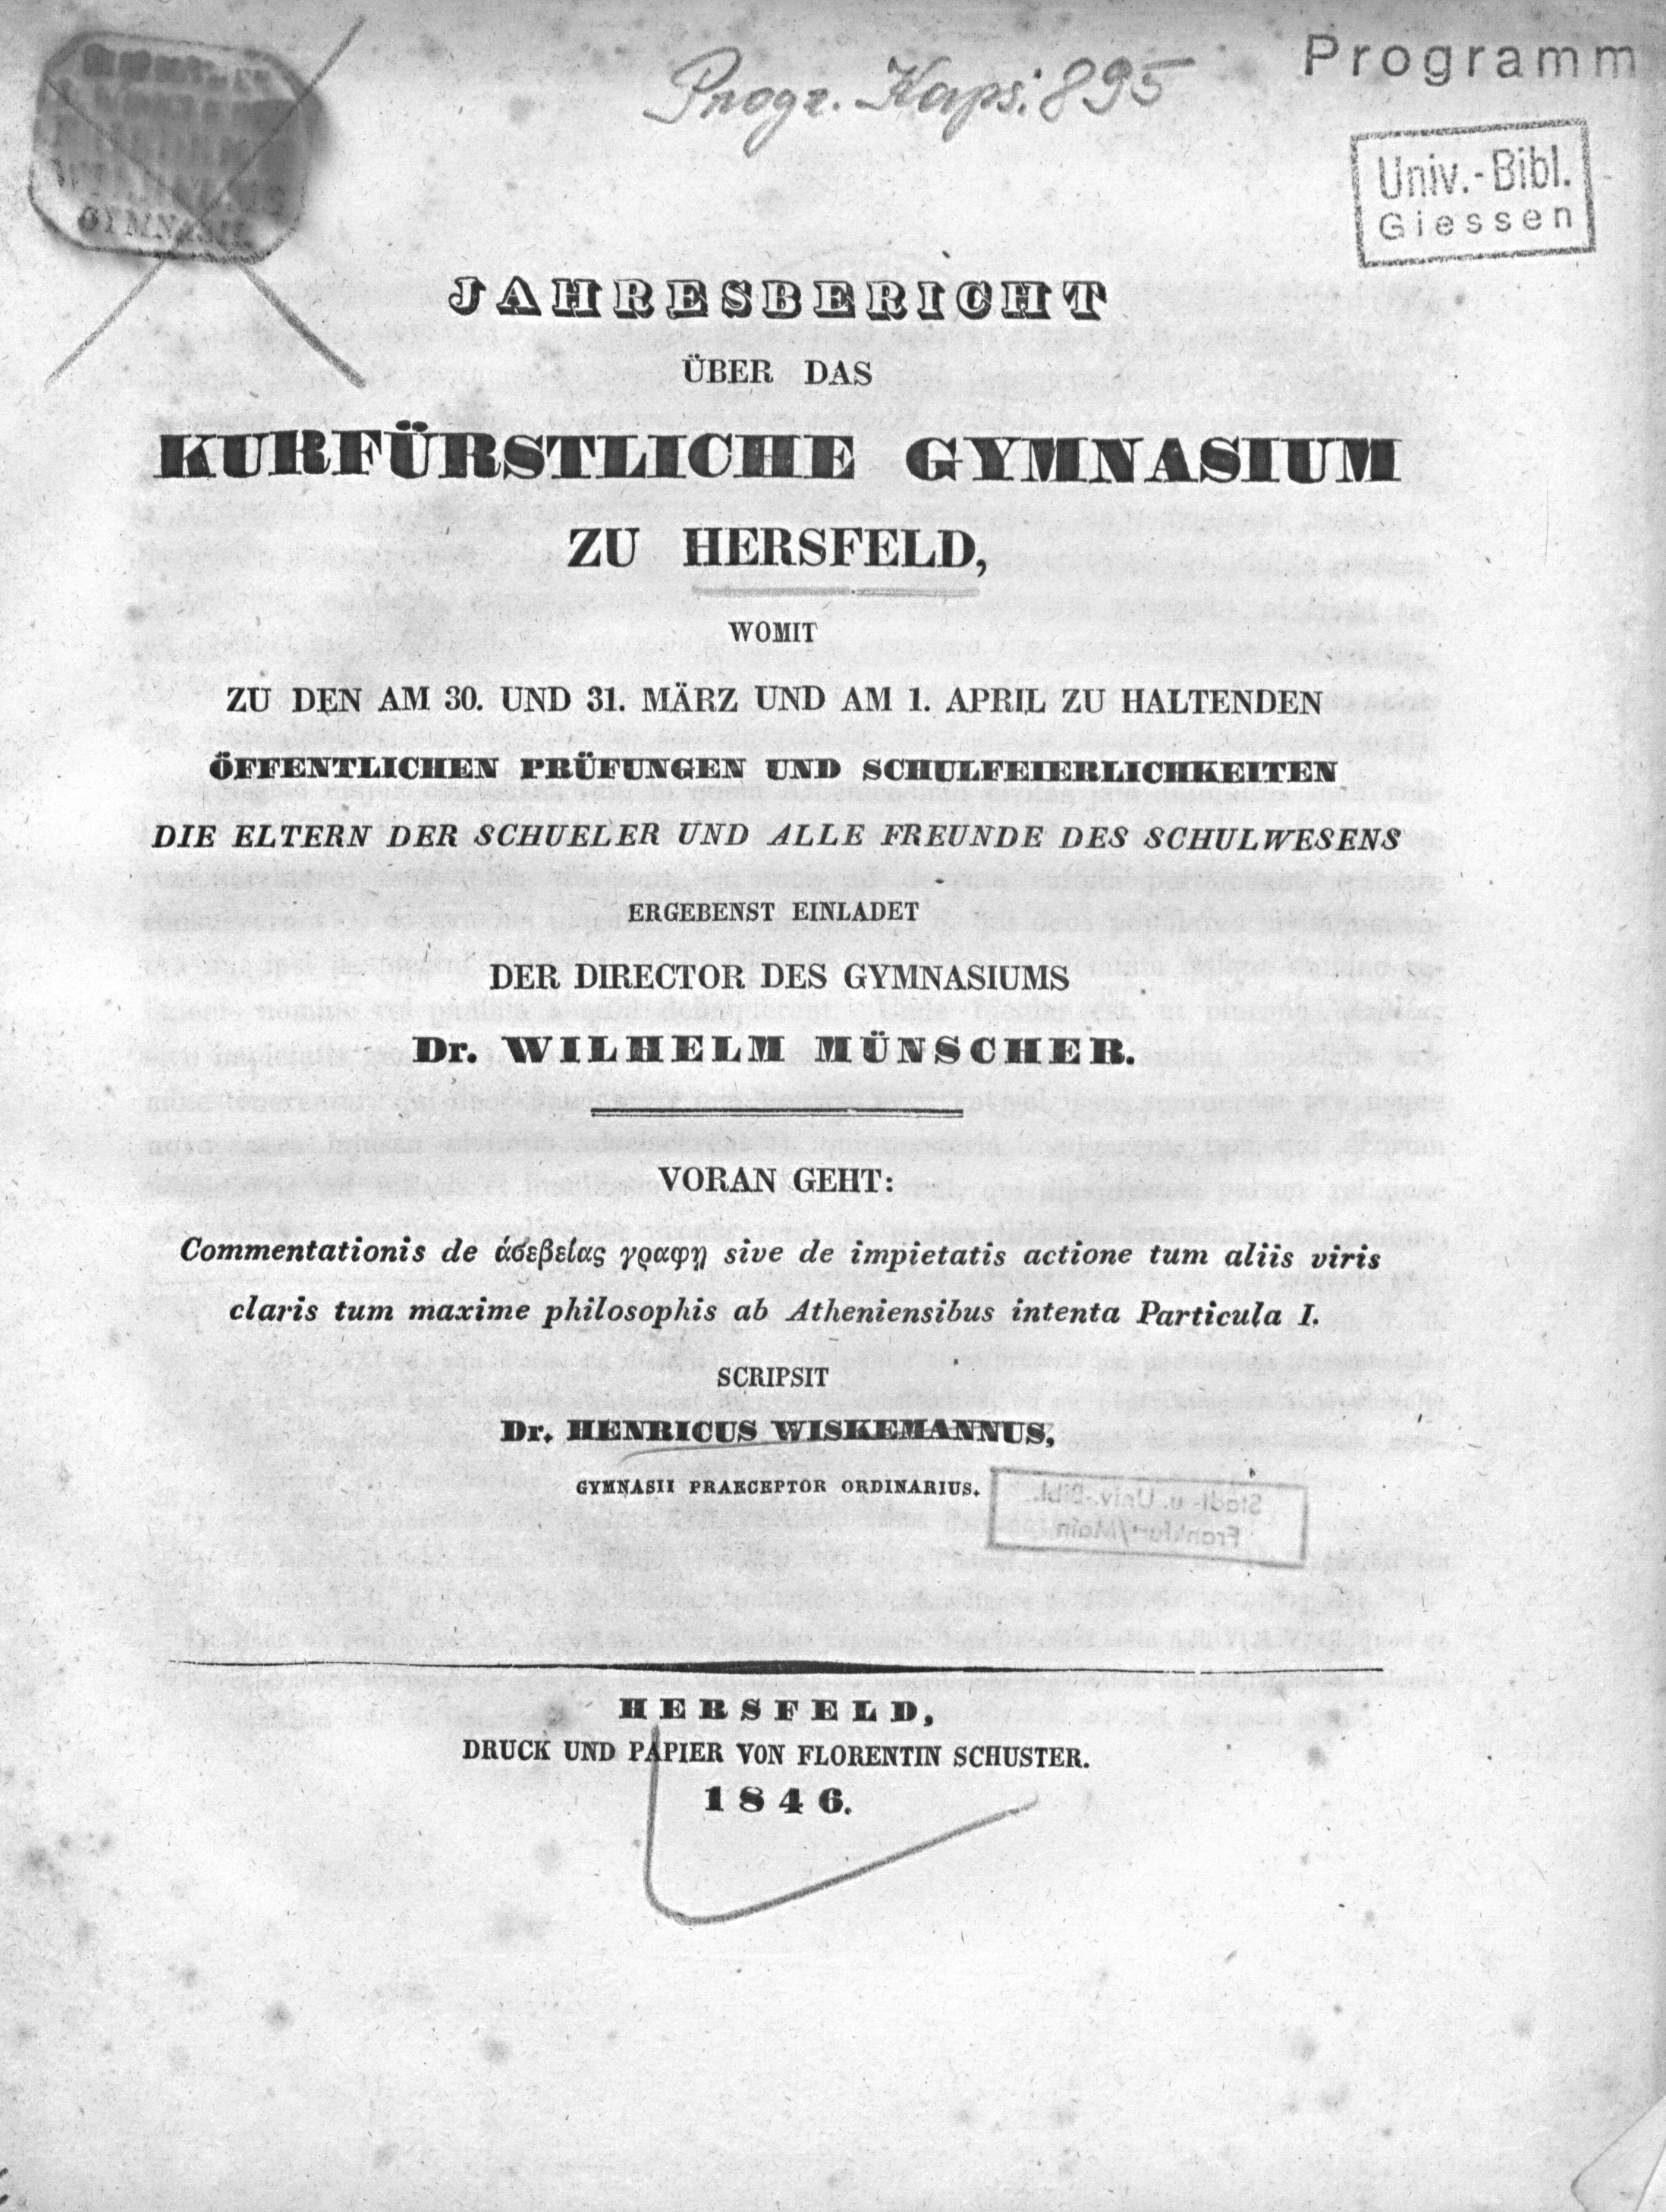 Progr. Kaps. 895
Programm
Univ.-Bibl.
Giessen
GYMNASII
JAHRESBERICHT
ÜBER DAS
KURFÜRSTLICHE GYMNASIUM
ZU HERSFELD,
WOMIT
ZU DEN AM 30. UND 31. MÄRZ UND AM 1. APRIL ZU HALTENDEN
ÖFFENTLICHEN PRÜFUNGEN UND SCHULFEIERLICHKEITEN
DIE ELTERN DER SCHUELER UND ALLE FREUNDE DES SCHULWESENS
ERGEBENST EINLADET
DER DIRECTOR DES GYMNASIUMS
Dr. WILHELM MÜNSCHER.
VORAN GEHT:
Commentationis de ἀσεβείας γραφῃ sive de impietatis actione tum aliis viris
claris tum maxime philosophis ab Atheniensibus intenta Particula I.
SCRIPSIT
Dr. HENRICUS WISKEMANNUS,
GYMNASII PRAECEPTOR ORDINARIUS.
Stadt- u. Univ.-Bibl.
Frankfurt/Main
HERSFELD,
DRUCK UND PAPIER VON FLORENTIN SCHUSTER.
1846.